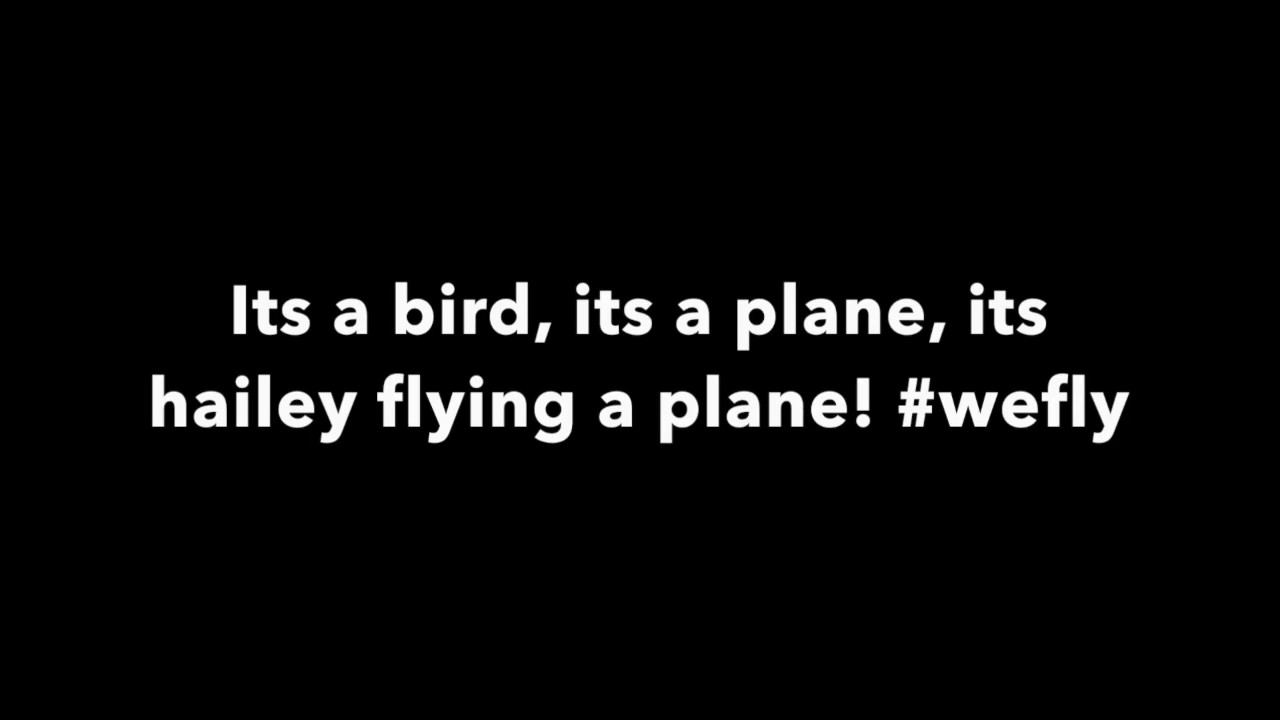 Its a bird, its a plane, its
hailey flying a plane! #wefly